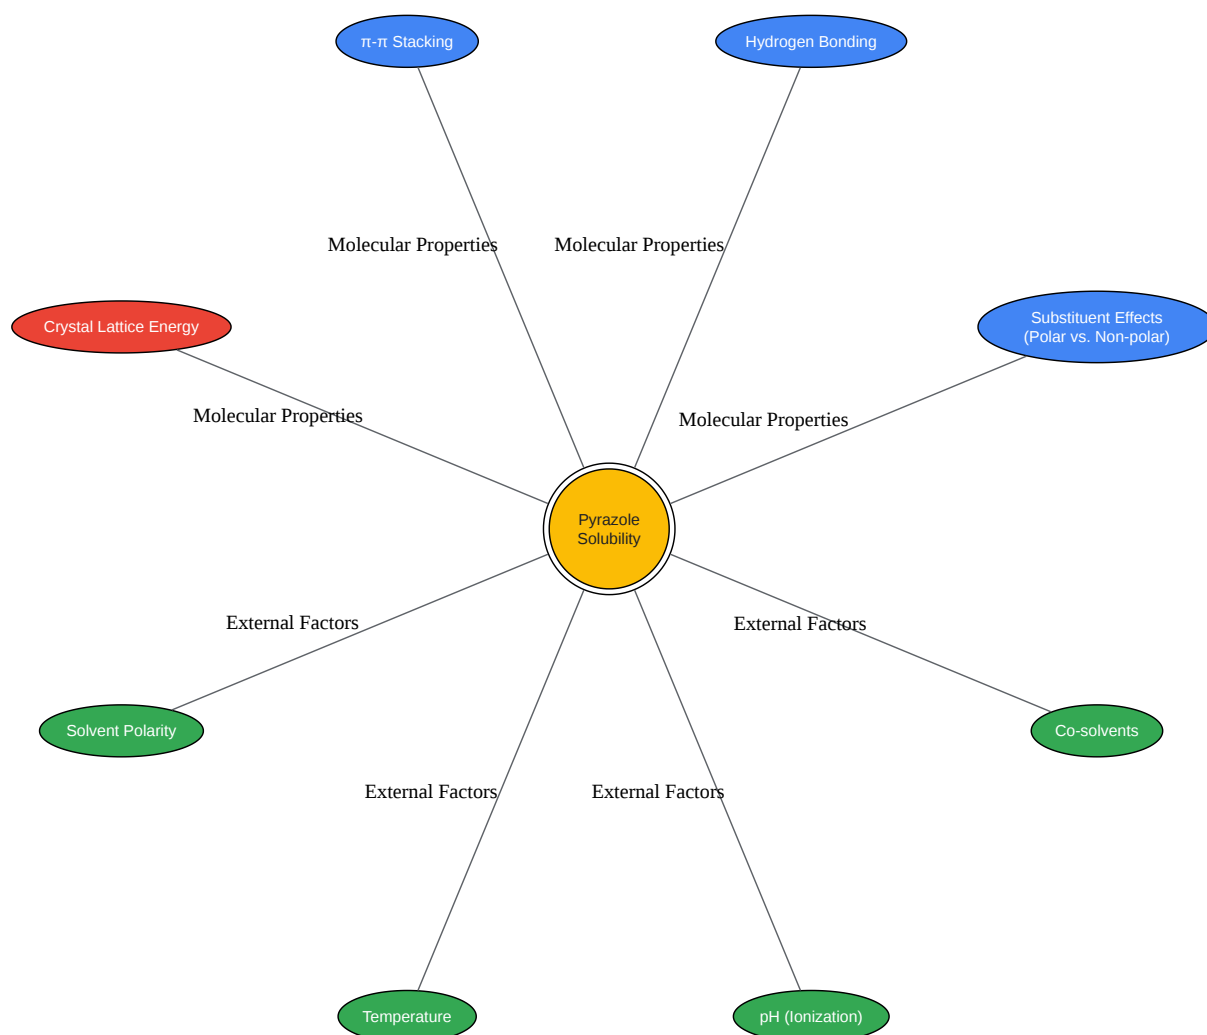 π-π Stacking
Hydrogen Bonding
Molecular Properties
Molecular Properties
Crystal Lattice Energy
Substituent Effects
(Polar vs. Non-polar)
Molecular Properties
Molecular Properties
Pyrazole
Solubility
External Factors
External Factors
Solvent Polarity
Co-solvents
External Factors
External Factors
Temperature
pH (Ionization)